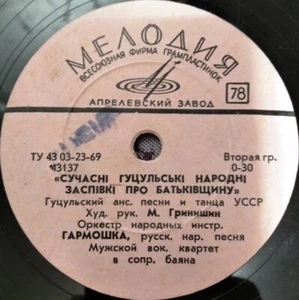 МЕЛОДИЯ
ВСЕСОЮЗНАЯ ФИРМА ГРАМПЛАСТИНОК
78
АПРЕЛЕВСКИЙ ЗАВОД
ТУ 43 03-23-69 Вторая гр.
43137 0-30
«СУЧАСНІ ГУЦУЛЬСЬКІ НАРОДНІ
ЗАСПІВКІ ПРО БАТЬКІВЩИНУ»
Гуцульский анс. песни и танца УССР
Худ. рук. М. Гринишин
Оркестр народных инстр.
ГАРМОШКА, русск. нар. песня
Мужской вок. квартет
в сопр. баяна